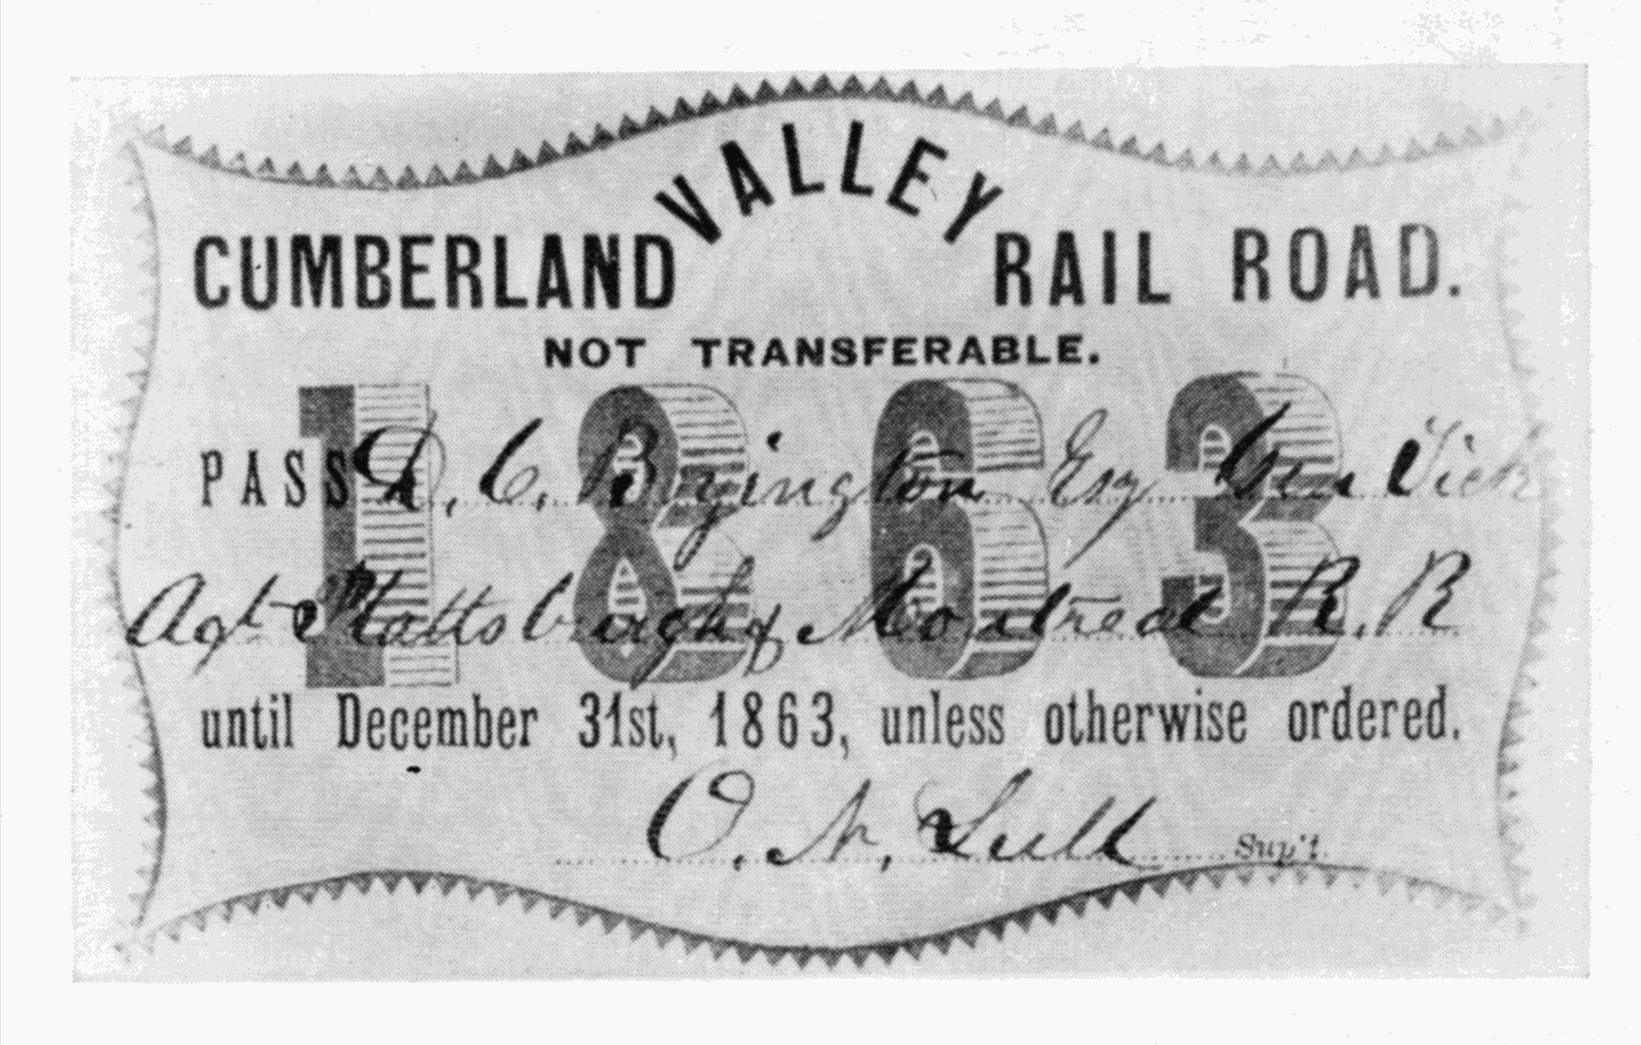 CUMBERLAND VALLEY RAIL ROAD.
NOT TRANSFERABLE.
1863
PASS D. C. Byington Esq Gen Tick
Agt Plattsburgh & Montreal R. R
until December 31st, 1863, unless otherwise ordered.
O. N. Lull Sup't.